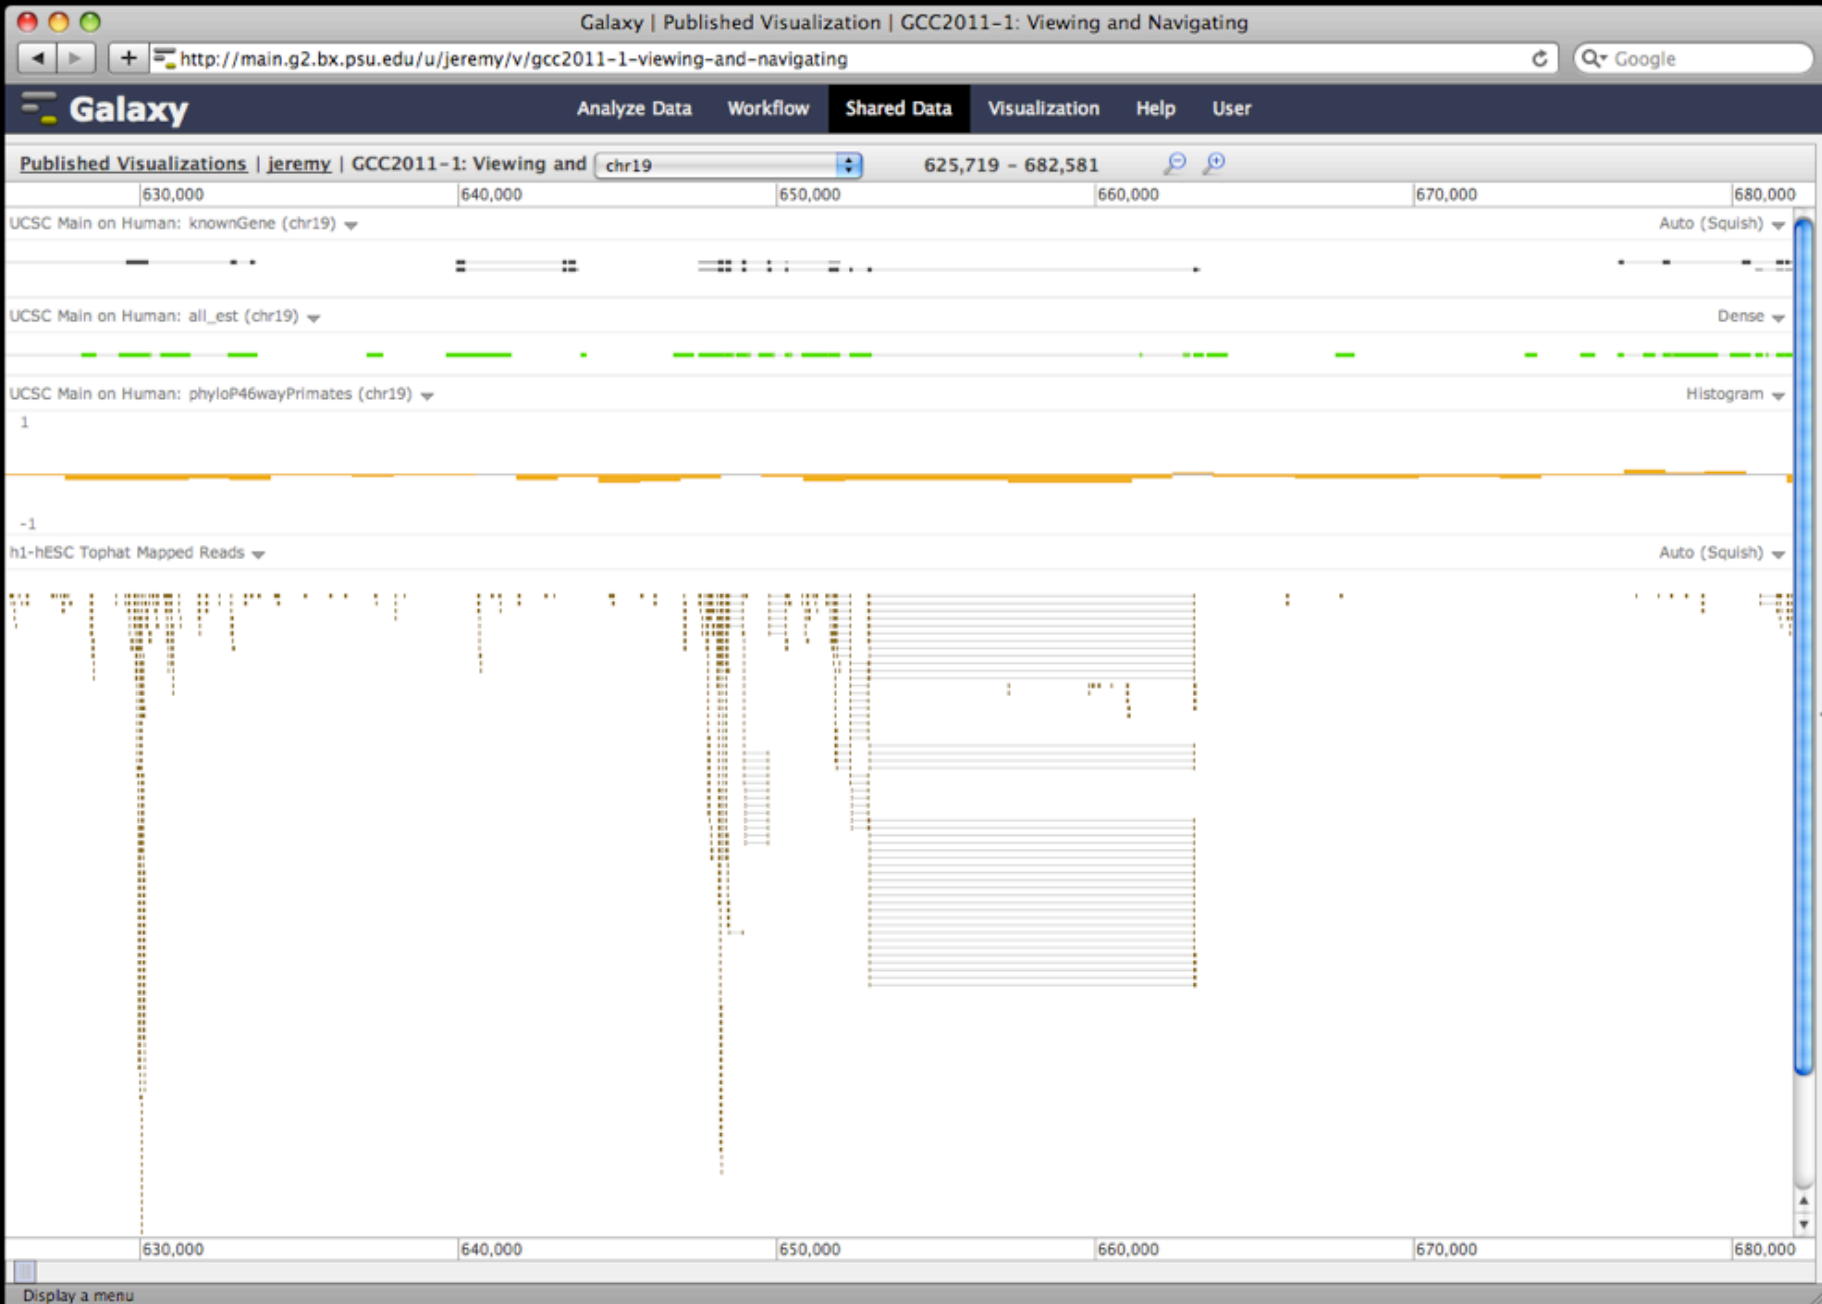 Galaxy | Published Visualization | GCC2011-1: Viewing and Navigating
http://main.g2.bx.psu.edu/u/jeremy/v/gcc2011-1-viewing-and-navigating
Google
Galaxy
Analyze Data Workflow Shared Data Visualization Help User
Published Visualizations | jeremy | GCC2011-1: Viewing and chr19 625,719 - 682,581
630,000 640,000 650,000 660,000 670,000 680,000
UCSC Main on Human: knownGene (chr19) Auto (Squish)
UCSC Main on Human: all_est (chr19) Dense
UCSC Main on Human: phyloP46wayPrimates (chr19) Histogram
1
-1
h1-hESC Tophat Mapped Reads Auto (Squish)
630,000 640,000 650,000 660,000 670,000 680,000
Display a menu